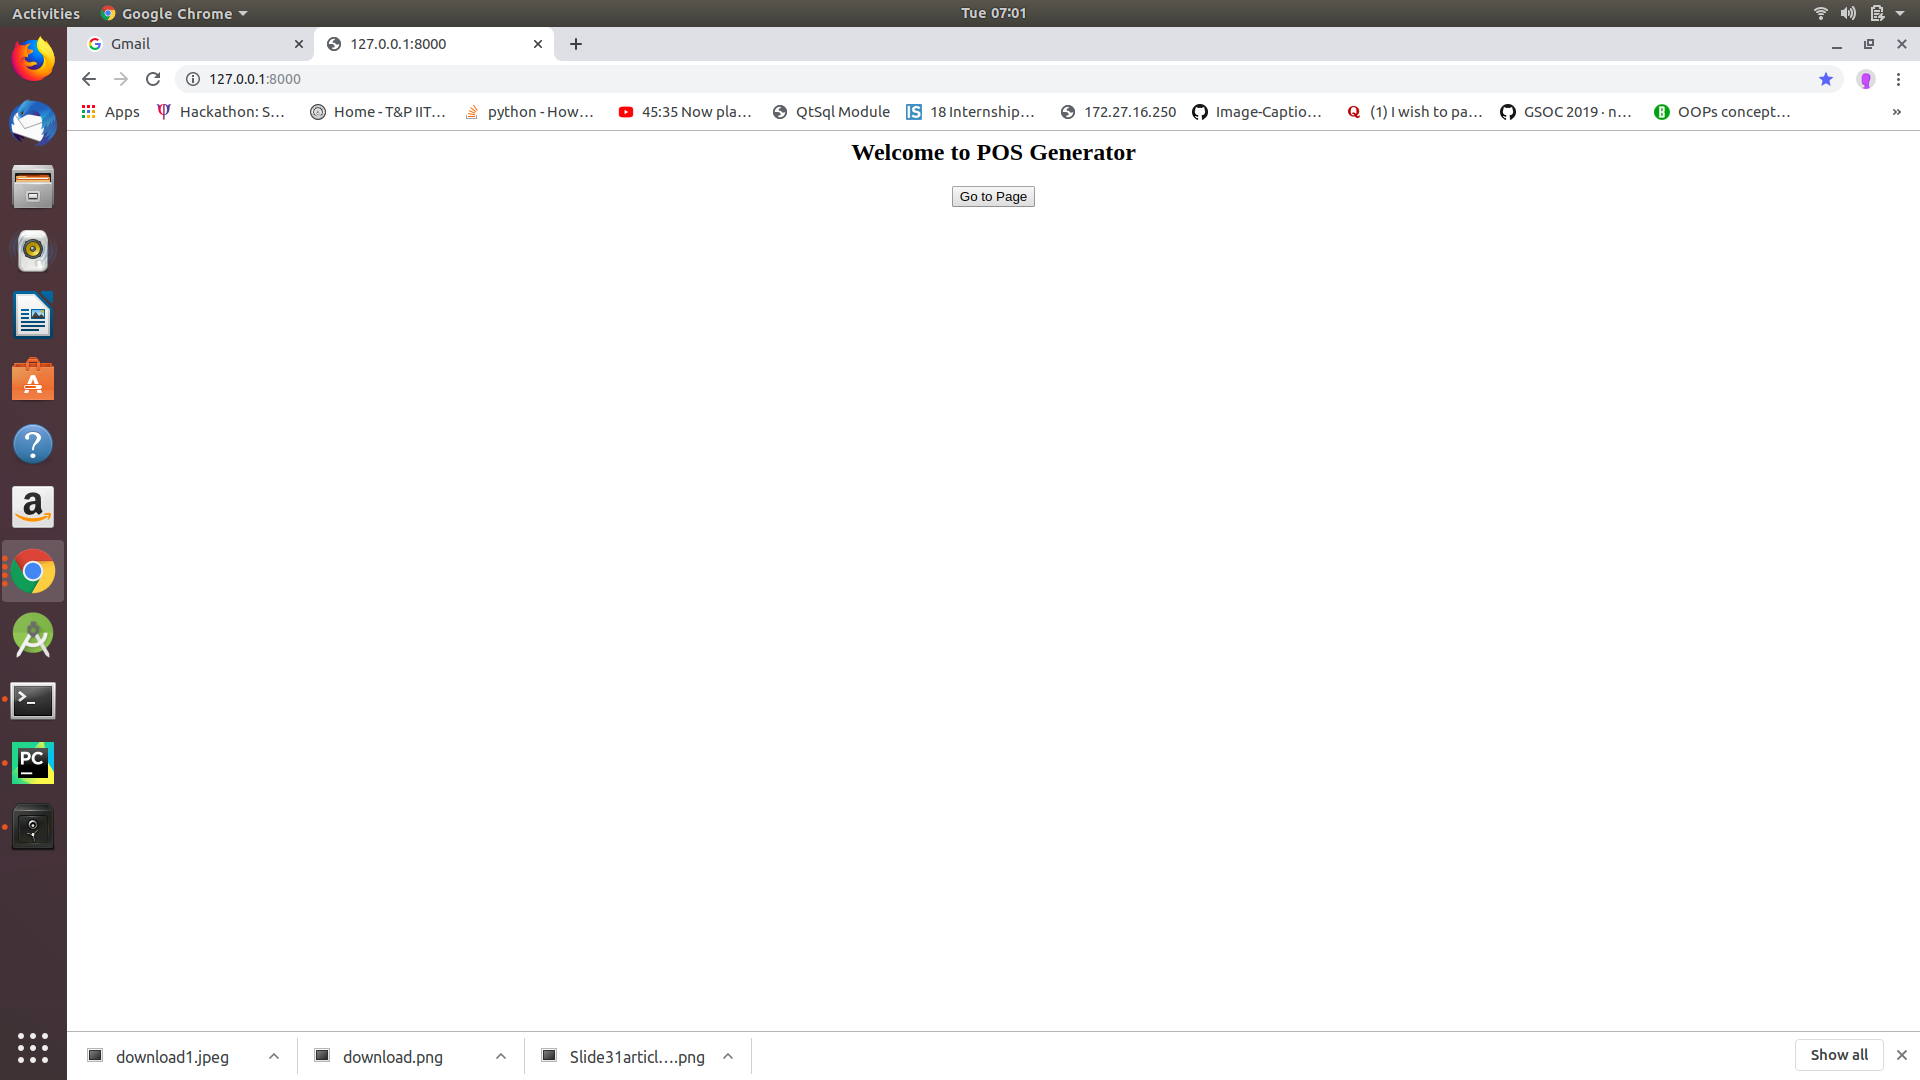 Activities Google Chrome Tue 07:01
Gmail 127.0.0.1:8000
127.0.0.1:8000
Apps Hackathon: S... Home - T&P IIT... python - How... 45:35 Now pla... QtSql Module 18 Internship... 172.27.16.250 Image-Captio... (1) I wish to pa... GSOC 2019 · n... OOPs concept... »
Welcome to POS Generator
Go to Page
download1.jpeg download.png Slide31articl....png Show all